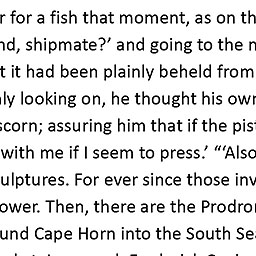 r for a fish that moment, as on th
nd, shipmate?’ and going to the n
t it had been plainly beheld from
ly looking on, he thought his own
scorn; assuring him that if the pist
with me if I seem to press.’ “‘Also
ulptures. For ever since those inv
ower. Then, there are the Prodron
und Cape Horn into the South Sea